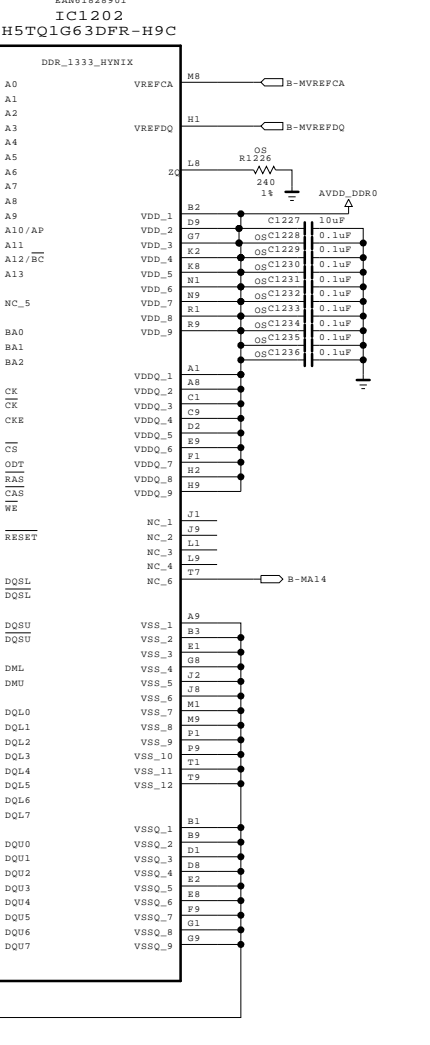 EAN61828901
IC1202
H5TQ1G63DFR-H9C
DDR_1333_HYNIX
A0
A1
A2
A3
A4
A5
A6
A7
A8
A9
A10/AP
A11
A12/BC
A13
NC_5
BA0
BA1
BA2
CK
CK
CKE
CS
ODT
RAS
CAS
WE
RESET
DQSL
DQSL
DQSU
DQSU
DML
DMU
DQL0
DQL1
DQL2
DQL3
DQL4
DQL5
DQL6
DQL7
DQU0
DQU1
DQU2
DQU3
DQU4
DQU5
DQU6
DQU7
VREFCA M8 B-MVREFCA
VREFDQ H1 B-MVREFDQ
ZQ L8
OS
R1226
240
1%
AVDD_DDR0
VDD_1 B2
VDD_2 D9
VDD_3 G7
VDD_4 K2
VDD_5 K8
VDD_6 N1
VDD_7 N9
VDD_8 R1
VDD_9 R9
C1227 10uF
OS C1228 0.1uF
OS C1229 0.1uF
OS C1230 0.1uF
OS C1231 0.1uF
OS C1232 0.1uF
OS C1233 0.1uF
OS C1234 0.1uF
OS C1235 0.1uF
OS C1236 0.1uF
VDDQ_1 A1
VDDQ_2 A8
VDDQ_3 C1
VDDQ_4 C9
VDDQ_5 D2
VDDQ_6 E9
VDDQ_7 F1
VDDQ_8 H2
VDDQ_9 H9
NC_1 J1
NC_2 J9
NC_3 L1
NC_4 L9
NC_6 T7 B-MA14
VSS_1 A9
VSS_2 B3
VSS_3 E1
VSS_4 G8
VSS_5 J2
VSS_6 J8
VSS_7 M1
VSS_8 M9
VSS_9 P1
VSS_10 P9
VSS_11 T1
VSS_12 T9
VSSQ_1 B1
VSSQ_2 B9
VSSQ_3 D1
VSSQ_4 D8
VSSQ_5 E2
VSSQ_6 E8
VSSQ_7 F9
VSSQ_8 G1
VSSQ_9 G9